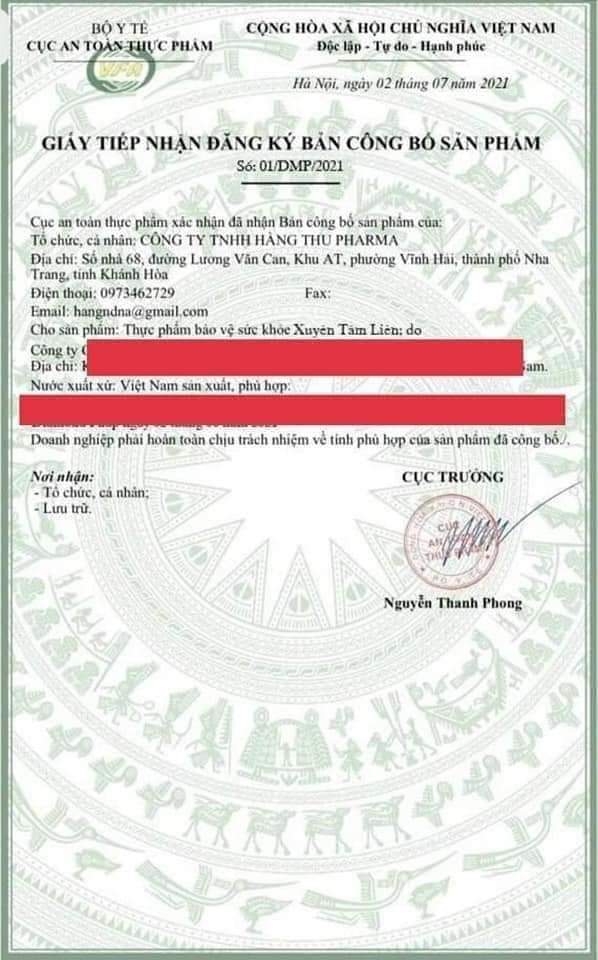 BỘ Y TẾ
CỤC AN TOÀN THỰC PHẨM
VFA
CỘNG HÒA XÃ HỘI CHỦ NGHĨA VIỆT NAM
Độc lập - Tự do - Hạnh phúc
Hà Nội, ngày 02 tháng 07 năm 2021
GIẤY TIẾP NHẬN ĐĂNG KÝ BẢN CÔNG BỐ SẢN PHẨM
Số: 01/DMP/2021
Cục an toàn thực phẩm xác nhận đã nhận Bản công bố sản phẩm của:
Tổ chức, cá nhân: CÔNG TY TNHH HÀNG THU PHARMA
Địa chỉ: Số nhà 68, đường Lương Văn Can, Khu AT, phường Vĩnh Hải, thành phố Nha
Trang, tỉnh Khánh Hòa
Điện thoại: 0973462729 Fax:
Email: hangndna@gmail.com
Cho sản phẩm: Thực phẩm bảo vệ sức khỏe Xuyên Tâm Liên; do
Công ty
Địa chỉ:
Nước xuất xứ: Việt Nam sản xuất, phù hợp:
Doanh nghiệp phải hoàn toàn chịu trách nhiệm về tính phù hợp của sản phẩm đã công bố./.
Nơi nhận:
- Tổ chức, cá nhân;
- Lưu trữ.
CỤC TRƯỞNG
CỤC
AN TOÀN
THỰC PHẨM
Nguyễn Thanh Phong